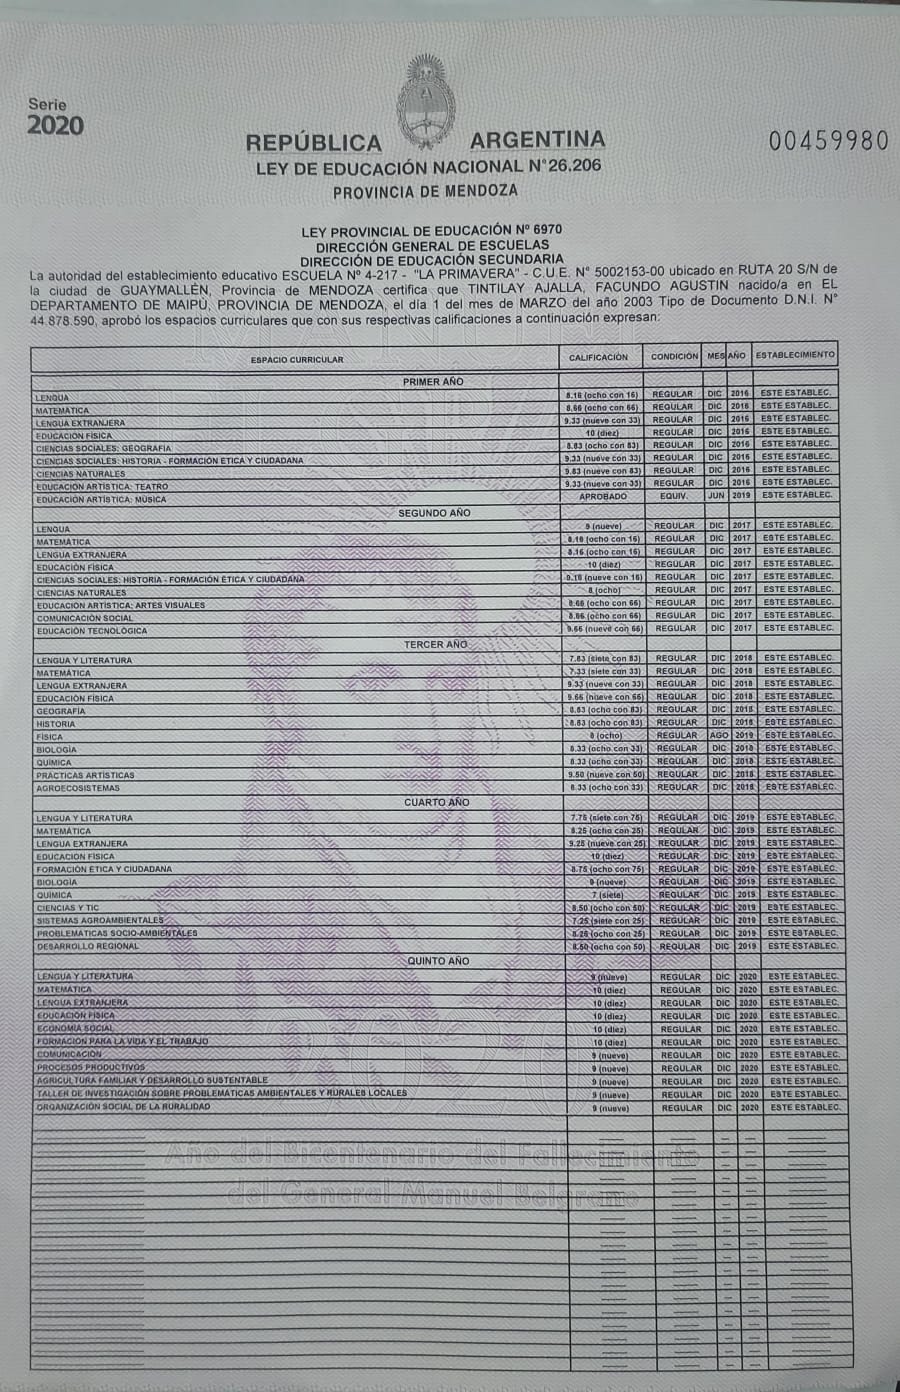 Serie
2020
REPÚBLICA ARGENTINA
00459980
LEY DE EDUCACIÓN NACIONAL N°26.206
PROVINCIA DE MENDOZA
LEY PROVINCIAL DE EDUCACIÓN Nº 6970
DIRECCIÓN GENERAL DE ESCUELAS
DIRECCIÓN DE EDUCACIÓN SECUNDARIA
La autoridad del establecimiento educativo ESCUELA Nº 4-217 - "LA PRIMAVERA" - C.U.E. N° 5002153-00 ubicado en RUTA 20 S/N de
la ciudad de GUAYMALLÉN, Provincia de MENDOZA certifica que TINTILAY AJALLA, FACUNDO AGUSTIN nacido/a en EL
DEPARTAMENTO DE MAIPÚ, PROVINCIA DE MENDOZA, el día 1 del mes de MARZO del año 2003 Tipo de Documento D.N.I. N°
44.878.590, aprobó los espacios curriculares que con sus respectivas calificaciones a continuación expresan:
ESPACIO CURRICULAR CALIFICACIÓN CONDICIÓN MES AÑO ESTABLECIMIENTO
PRIMER AÑO
LENGUA 8.16 (ocho con 16) REGULAR DIC 2016 ESTE ESTABLEC.
MATEMÁTICA 8.66 (ocho con 66) REGULAR DIC 2016 ESTE ESTABLEC.
LENGUA EXTRANJERA 9.33 (nueve con 33) REGULAR DIC 2016 ESTE ESTABLEC.
EDUCACIÓN FÍSICA 10 (diez) REGULAR DIC 2016 ESTE ESTABLEC.
CIENCIAS SOCIALES: GEOGRAFÍA 8.83 (ocho con 83) REGULAR DIC 2016 ESTE ESTABLEC.
CIENCIAS SOCIALES: HISTORIA - FORMACIÓN ÉTICA Y CIUDADANA 9.33 (nueve con 33) REGULAR DIC 2016 ESTE ESTABLEC.
CIENCIAS NATURALES 9.83 (nueve con 83) REGULAR DIC 2016 ESTE ESTABLEC.
EDUCACIÓN ARTÍSTICA: TEATRO 9.33 (nueve con 33) REGULAR DIC 2016 ESTE ESTABLEC.
EDUCACIÓN ARTÍSTICA: MÚSICA APROBADO EQUIV. JUN 2019 ESTE ESTABLEC.
SEGUNDO AÑO
LENGUA 9 (nueve) REGULAR DIC 2017 ESTE ESTABLEC.
MATEMÁTICA 8.16 (ocho con 16) REGULAR DIC 2017 ESTE ESTABLEC.
LENGUA EXTRANJERA 8.16 (ocho con 16) REGULAR DIC 2017 ESTE ESTABLEC.
EDUCACIÓN FÍSICA 10 (diez) REGULAR DIC 2017 ESTE ESTABLEC.
CIENCIAS SOCIALES: HISTORIA - FORMACIÓN ÉTICA Y CIUDADANA 9.16 (nueve con 16) REGULAR DIC 2017 ESTE ESTABLEC.
CIENCIAS NATURALES 8 (ocho) REGULAR DIC 2017 ESTE ESTABLEC.
EDUCACIÓN ARTÍSTICA: ARTES VISUALES 8.66 (ocho con 66) REGULAR DIC 2017 ESTE ESTABLEC.
COMUNICACIÓN SOCIAL 8.66 (ocho con 66) REGULAR DIC 2017 ESTE ESTABLEC.
EDUCACIÓN TECNOLÓGICA 9.66 (nueve con 66) REGULAR DIC 2017 ESTE ESTABLEC.
TERCER AÑO
LENGUA Y LITERATURA 7.83 (siete con 83) REGULAR DIC 2018 ESTE ESTABLEC.
MATEMÁTICA 7.33 (siete con 33) REGULAR DIC 2018 ESTE ESTABLEC.
LENGUA EXTRANJERA 9.33 (nueve con 33) REGULAR DIC 2018 ESTE ESTABLEC.
EDUCACIÓN FÍSICA 9.66 (nueve con 66) REGULAR DIC 2018 ESTE ESTABLEC.
GEOGRAFÍA 8.83 (ocho con 83) REGULAR DIC 2018 ESTE ESTABLEC.
HISTORIA 8.83 (ocho con 83) REGULAR DIC 2018 ESTE ESTABLEC.
FÍSICA 8 (ocho) REGULAR AGO 2019 ESTE ESTABLEC.
BIOLOGÍA 8.33 (ocho con 33) REGULAR DIC 2018 ESTE ESTABLEC.
QUÍMICA 8.33 (ocho con 33) REGULAR DIC 2018 ESTE ESTABLEC.
PRÁCTICAS ARTÍSTICAS 9.50 (nueve con 50) REGULAR DIC 2018 ESTE ESTABLEC.
AGROECOSISTEMAS 8.33 (ocho con 33) REGULAR DIC 2018 ESTE ESTABLEC.
CUARTO AÑO
LENGUA Y LITERATURA 7.75 (siete con 75) REGULAR DIC 2019 ESTE ESTABLEC.
MATEMÁTICA 8.25 (ocho con 25) REGULAR DIC 2019 ESTE ESTABLEC.
LENGUA EXTRANJERA 9.25 (nueve con 25) REGULAR DIC 2019 ESTE ESTABLEC.
EDUCACIÓN FÍSICA 10 (diez) REGULAR DIC 2019 ESTE ESTABLEC.
FORMACIÓN ÉTICA Y CIUDADANA 8.75 (ocho con 75) REGULAR DIC 2019 ESTE ESTABLEC.
BIOLOGÍA 9 (nueve) REGULAR DIC 2019 ESTE ESTABLEC.
QUÍMICA 7 (siete) REGULAR DIC 2019 ESTE ESTABLEC.
CIENCIAS Y TIC 8.50 (ocho con 50) REGULAR DIC 2019 ESTE ESTABLEC.
SISTEMAS AGROAMBIENTALES 7.25 (siete con 25) REGULAR DIC 2019 ESTE ESTABLEC.
PROBLEMÁTICAS SOCIO-AMBIENTALES 8.25 (ocho con 25) REGULAR DIC 2019 ESTE ESTABLEC.
DESARROLLO REGIONAL 8.50 (ocho con 50) REGULAR DIC 2019 ESTE ESTABLEC.
QUINTO AÑO
LENGUA Y LITERATURA 9 (nueve) REGULAR DIC 2020 ESTE ESTABLEC.
MATEMÁTICA 10 (diez) REGULAR DIC 2020 ESTE ESTABLEC.
LENGUA EXTRANJERA 10 (diez) REGULAR DIC 2020 ESTE ESTABLEC.
EDUCACIÓN FÍSICA 10 (diez) REGULAR DIC 2020 ESTE ESTABLEC.
ECONOMÍA SOCIAL 10 (diez) REGULAR DIC 2020 ESTE ESTABLEC.
FORMACIÓN PARA LA VIDA Y EL TRABAJO 10 (diez) REGULAR DIC 2020 ESTE ESTABLEC.
COMUNICACIÓN 9 (nueve) REGULAR DIC 2020 ESTE ESTABLEC.
PROCESOS PRODUCTIVOS 9 (nueve) REGULAR DIC 2020 ESTE ESTABLEC.
AGRICULTURA FAMILIAR Y DESARROLLO SUSTENTABLE 9 (nueve) REGULAR DIC 2020 ESTE ESTABLEC.
TALLER DE INVESTIGACIÓN SOBRE PROBLEMÁTICAS AMBIENTALES Y RURALES LOCALES 9 (nueve) REGULAR DIC 2020 ESTE ESTABLEC.
ORGANIZACIÓN SOCIAL DE LA RURALIDAD 9 (nueve) REGULAR DIC 2020 ESTE ESTABLEC.
Año del Bicentenario del Fallecimiento
del General Manuel Belgrano